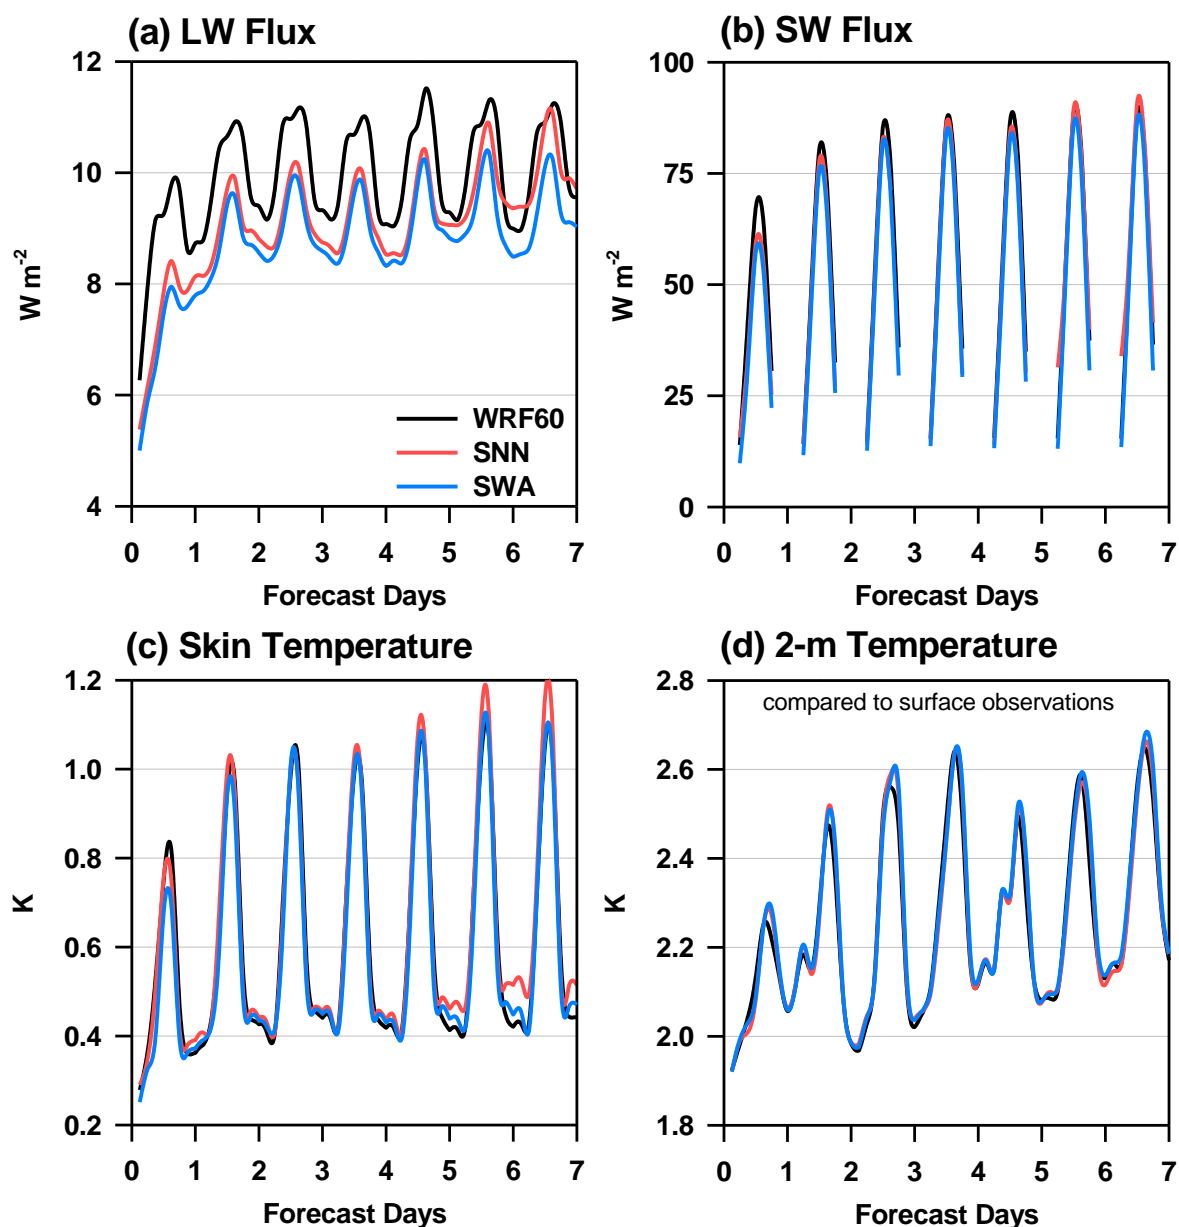 (a) LW Flux
12
10
8
6
4
W m-2
WRF60
SNN
SWA
0 1 2 3 4 5 6 7
Forecast Days
(b) SW Flux
100
75
50
25
0
W m-2
0 1 2 3 4 5 6 7
Forecast Days
(c) Skin Temperature
1.2
1.0
0.8
0.6
0.4
0.2
K
0 1 2 3 4 5 6 7
Forecast Days
(d) 2-m Temperature
compared to surface observations
2.8
2.6
2.4
2.2
2.0
1.8
K
0 1 2 3 4 5 6 7
Forecast Days